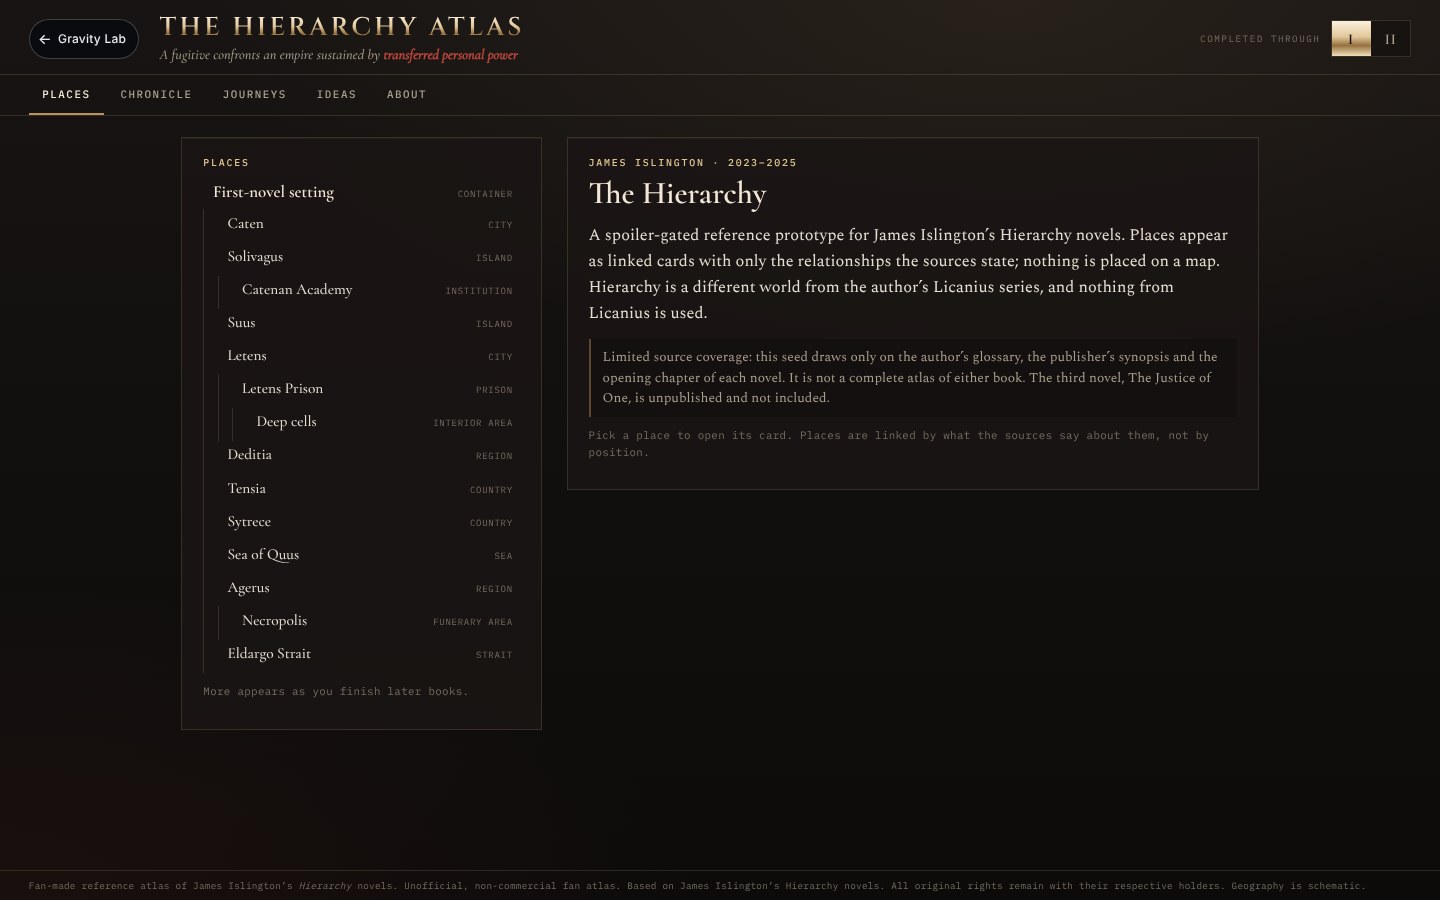 ← Gravity Lab
THE HIERARCHY ATLAS
A fugitive confronts an empire sustained by transferred personal power
COMPLETED THROUGH
I
II
PLACES
CHRONICLE
JOURNEYS
IDEAS
ABOUT
PLACES
First-novel setting CONTAINER
Caten CITY
Solivagus ISLAND
Catenan Academy INSTITUTION
Suus ISLAND
Letens CITY
Letens Prison PRISON
Deep cells INTERIOR AREA
Deditia REGION
Tensia COUNTRY
Sytrece COUNTRY
Sea of Quus SEA
Agerus REGION
Necropolis FUNERARY AREA
Eldargo Strait STRAIT
More appears as you finish later books.
JAMES ISLINGTON · 2023–2025
The Hierarchy
A spoiler-gated reference prototype for James Islington’s Hierarchy novels. Places appear
as linked cards with only the relationships the sources state; nothing is placed on a map.
Hierarchy is a different world from the author’s Licanius series, and nothing from
Licanius is used.
Limited source coverage: this seed draws only on the author’s glossary, the publisher’s synopsis and the
opening chapter of each novel. It is not a complete atlas of either book. The third novel, The Justice of
One, is unpublished and not included.
Pick a place to open its card. Places are linked by what the sources say about them, not by
position.
Fan-made reference atlas of James Islington’s Hierarchy novels. Unofficial, non-commercial fan atlas. Based on James Islington’s Hierarchy novels. All original rights remain with their respective holders. Geography is schematic.